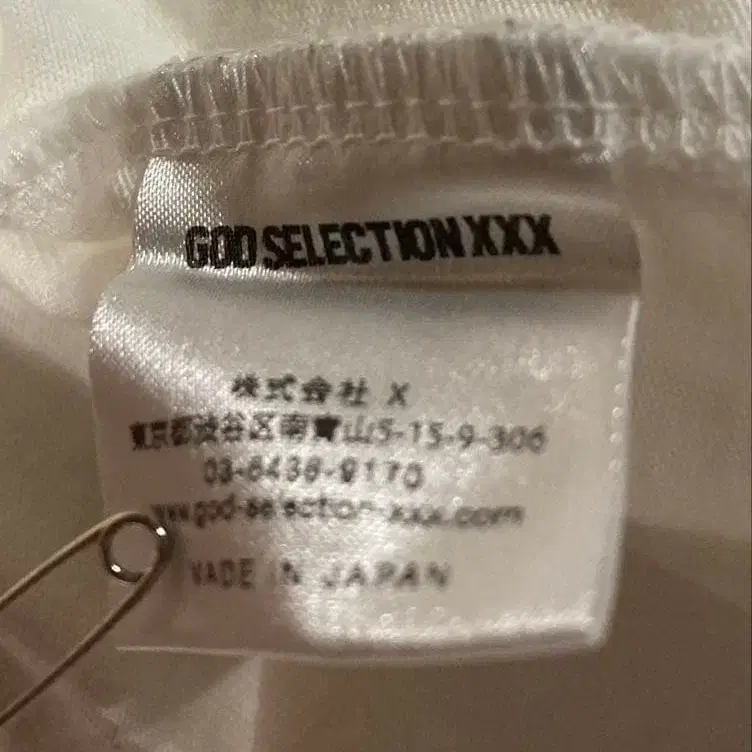 GOD SELECTION XXX
株式会社 X
東京都渋谷区南青山5-15-9-306
03-6438-9170
www.god-selection-xxx.com
MADE IN JAPAN